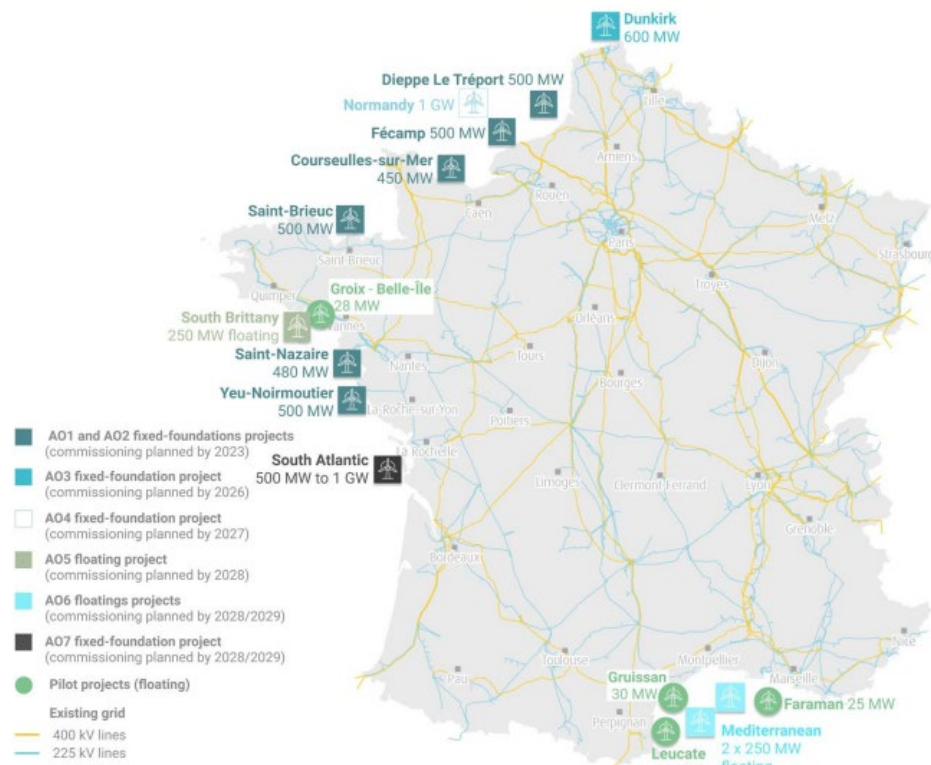 Dunkirk
600 MW
Dieppe Le Tréport 500 MW
Normandy 1 GW
Lille
Fécamp 500 MW
Amiens
Courseulles-sur-Mer
450 MW
Rouen
Caen
Metz
Saint-Brieuc
500 MW
Paris
Strasbourg
Saint-Brieuc
Troyes
Quimper
Groix - Belle-Île
28 MW
South Brittany
250 MW floating
Vannes
Orléans
Saint-Nazaire
480 MW
Nantes
Tours
Dijon
Bourges
Yeu-Noirmoutier
500 MW
La Roche-sur-Yon
Poitiers
AO1 and AO2 fixed-foundations projects
(commissioning planned by 2023)
La Rochelle
South Atlantic
500 MW to 1 GW
AO3 fixed-foundation project
(commissioning planned by 2026)
Limoges
Clermont-Ferrand
Lyon
AO4 fixed-foundation project
(commissioning planned by 2027)
Grenoble
Bordeaux
AO5 floating project
(commissioning planned by 2028)
AO6 floatings projects
(commissioning planned by 2028/2029)
AO7 fixed-foundation project
(commissioning planned by 2028/2029)
Nice
Toulouse
Montpellier
Pau
Marseille
Pilot projects (floating)
Gruissan
30 MW
Faraman 25 MW
Existing grid
400 kV lines
225 kV lines
Perpignan
Leucate
Mediterranean
2 x 250 MW
floating